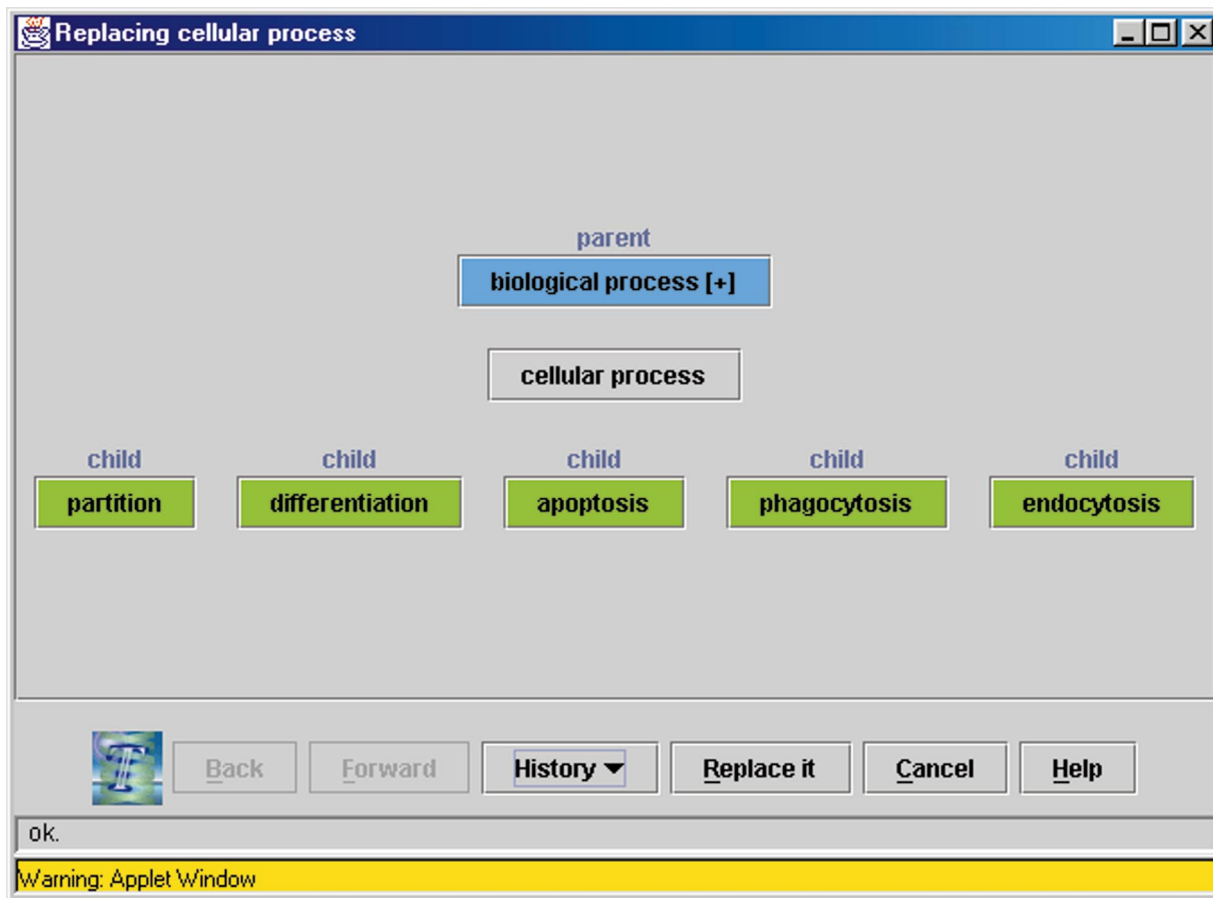 Replacing cellular process
parent
biological process [+]
cellular process
child child child child child
partition differentiation apoptosis phagocytosis endocytosis
T Back Forward History Replace it Cancel Help
ok.
Warning: Applet Window